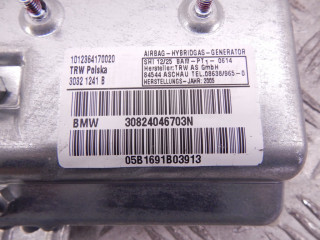 1012364170020
TRW Polska
3032 1241 B
AIRBAG-HYBRIDGAS-GENERATOR
SHI 12/25 BAM-PT1-0614
Hersteller:TRW AS GmbH
84544 ASCHAU TEL.08638/965-0
HERSTELLUNGS-JAHR:2005
BMW 30824046703N
05B1691B03913